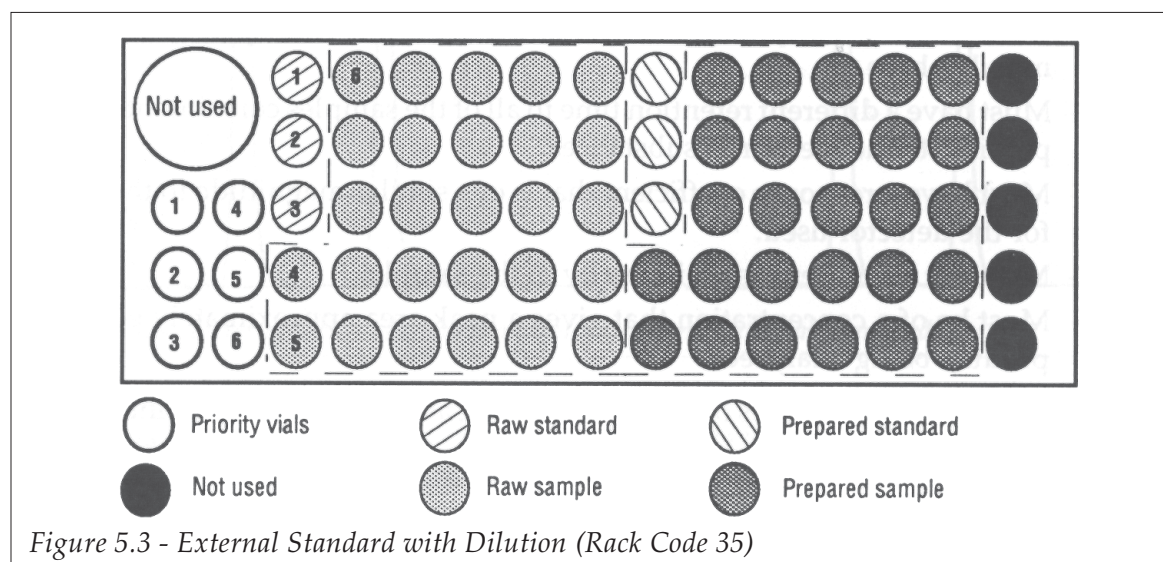 1 6
Not used
2
1 4 3
2 5 4
3 6 5
Priority vials
Raw standard
Prepared standard
Not used
Raw sample
Prepared sample
Figure 5.3 - External Standard with Dilution (Rack Code 35)